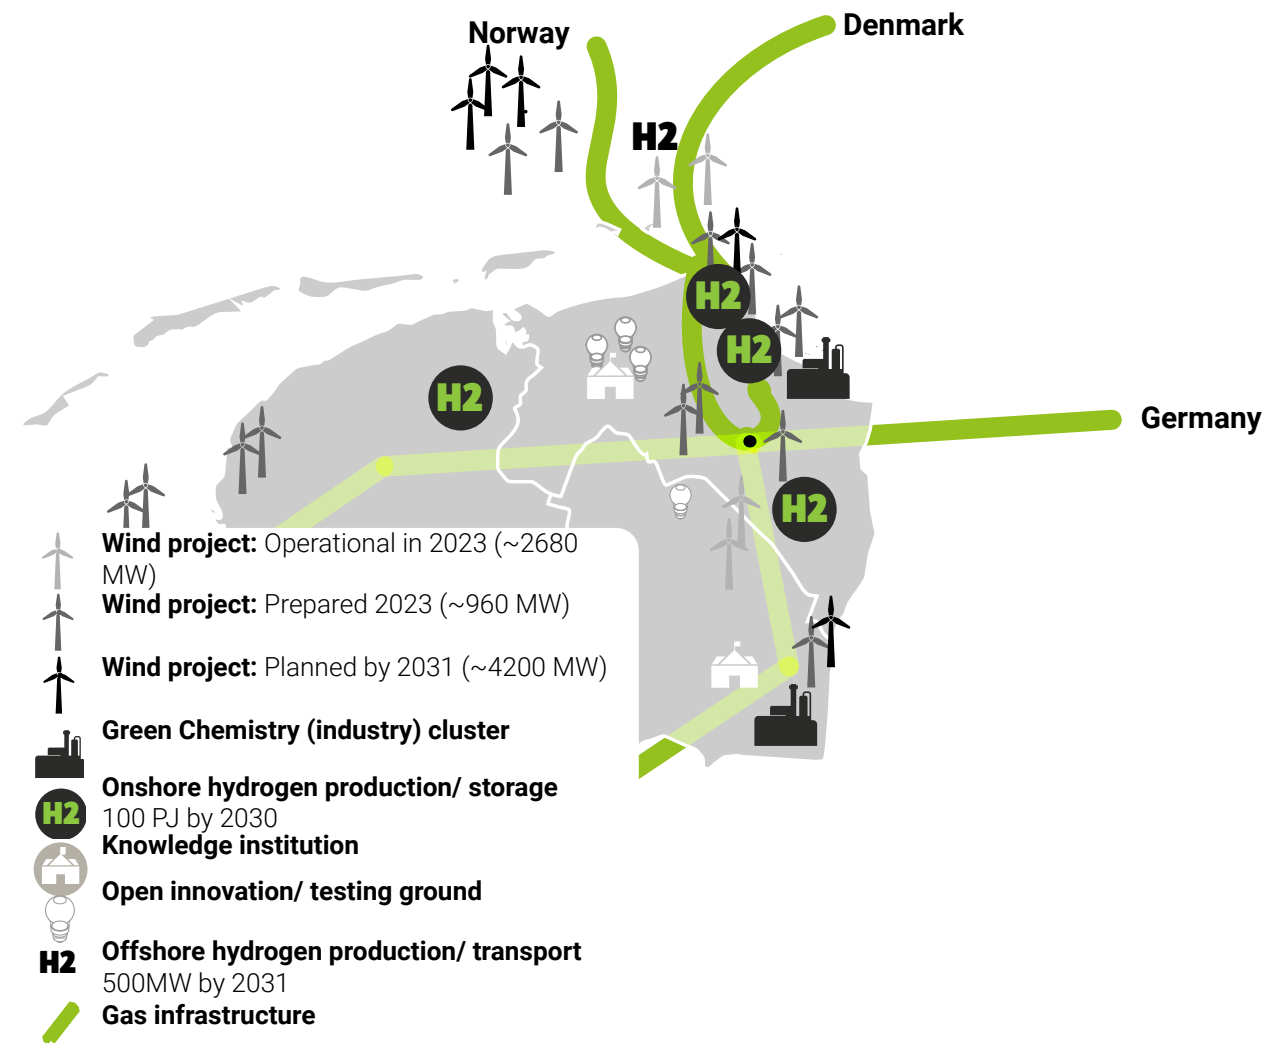 Norway
Denmark
H2
H2
H2
H2
Germany
H2
Wind project: Operational in 2023 (~2680
MW)
Wind project: Prepared 2023 (~960 MW)
Wind project: Planned by 2031 (~4200 MW)
Green Chemistry (industry) cluster
Onshore hydrogen production/ storage
H2
100 PJ by 2030
Knowledge institution
Open innovation/ testing ground
Offshore hydrogen production/ transport
H2
500MW by 2031
Gas infrastructure